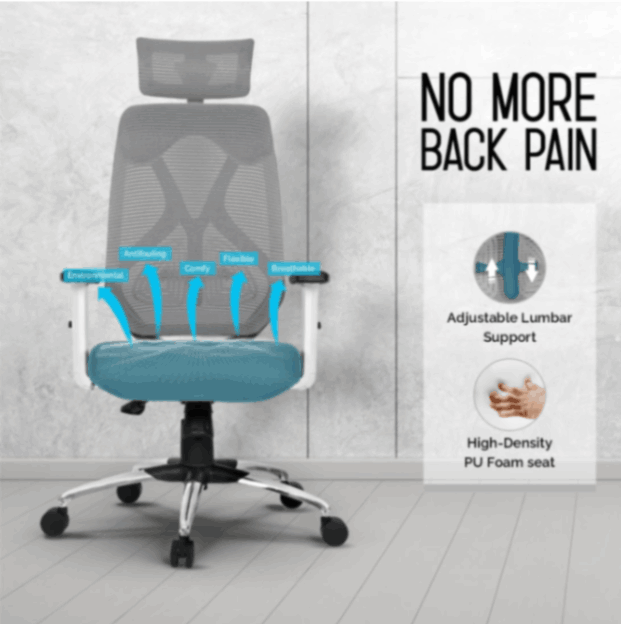 NO MORE
BACK PAIN
Antifouling
Flexible
Environmental
Comfy
Breathable
Adjustable Lumbar
Support
High-Density
PU Foam seat